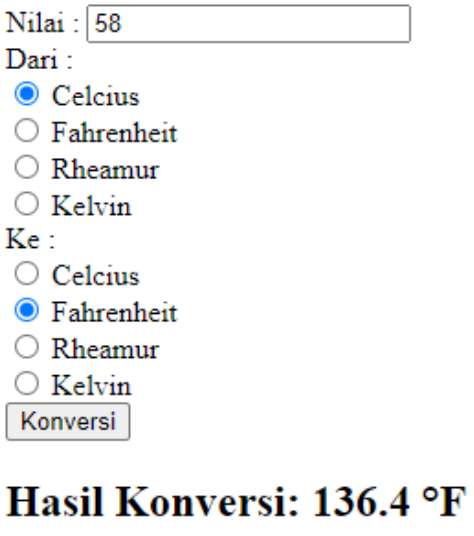 Nilai : 58
Dari :
Celcius
Fahrenheit
Rheamur
Kelvin
Ke :
Celcius
Fahrenheit
Rheamur
Kelvin
Konversi
Hasil Konversi: 136.4 °F